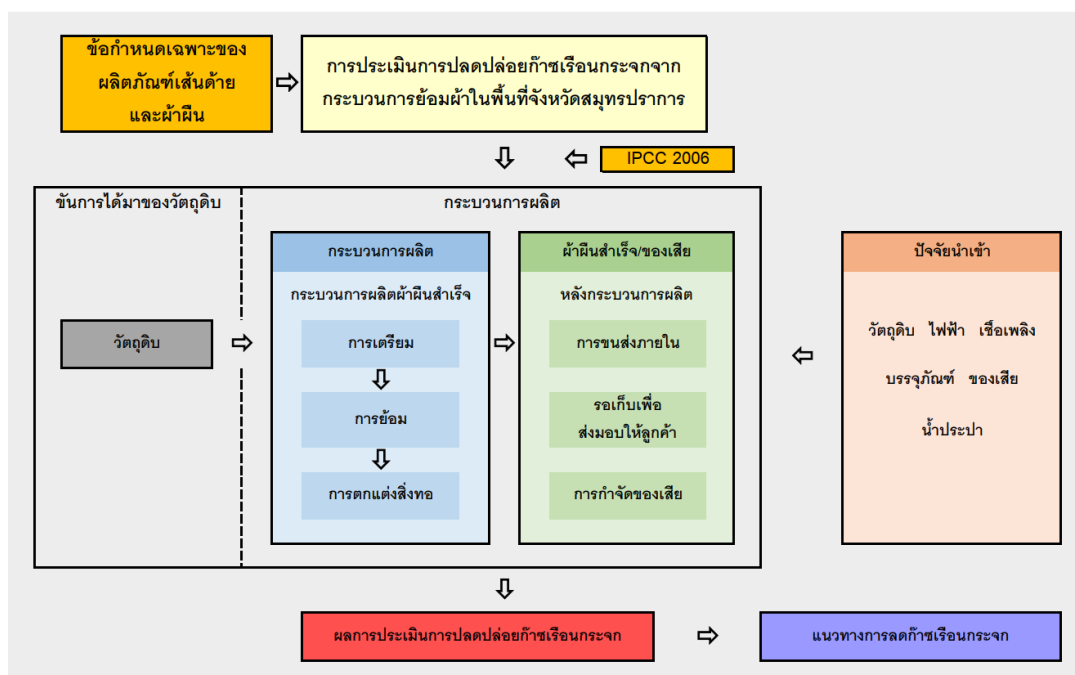 ข้อกำหนดเฉพาะของ
ผลิตภัณฑ์เส้นด้าย
และผ้าผืน
การประเมินการปลดปล่อยก๊าซเรือนกระจกจาก
กระบวนการย้อมผ้าในพื้นที่จังหวัดสมุทรปราการ
IPCC 2006
ขั้นการได้มาของวัตถุดิบ
กระบวนการผลิต
วัตถุดิบ
กระบวนการผลิต
กระบวนการผลิตผ้าผืนสำเร็จ
การเตรียม
การย้อม
การตกแต่งสิ่งทอ
ผ้าผืนสำเร็จ/ของเสีย
หลังกระบวนการผลิต
การขนส่งภายใน
รอเก็บเพื่อ
ส่งมอบให้ลูกค้า
การกำจัดของเสีย
ปัจจัยนำเข้า
วัตถุดิบ ไฟฟ้า เชื้อเพลิง
บรรจุภัณฑ์ ของเสีย
น้ำประปา
ผลการประเมินการปลดปล่อยก๊าซเรือนกระจก
แนวทางการลดก๊าซเรือนกระจก